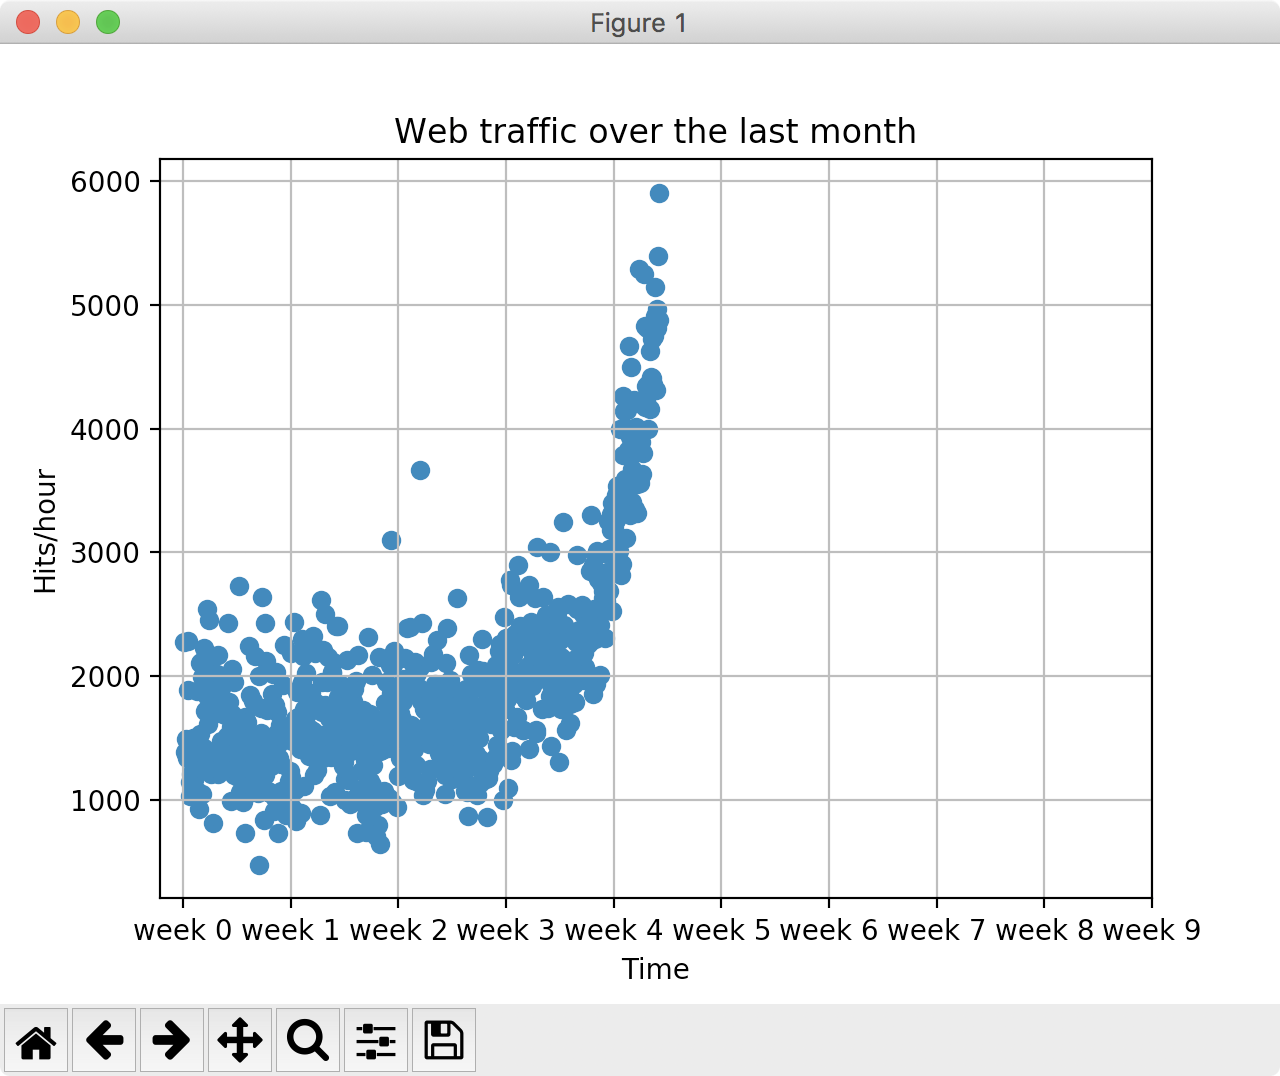 Figure 1
Web traffic over the last month
6000
5000
4000
3000
2000
1000
Hits/hour
week 0 week 1 week 2 week 3 week 4 week 5 week 6 week 7 week 8 week 9
Time